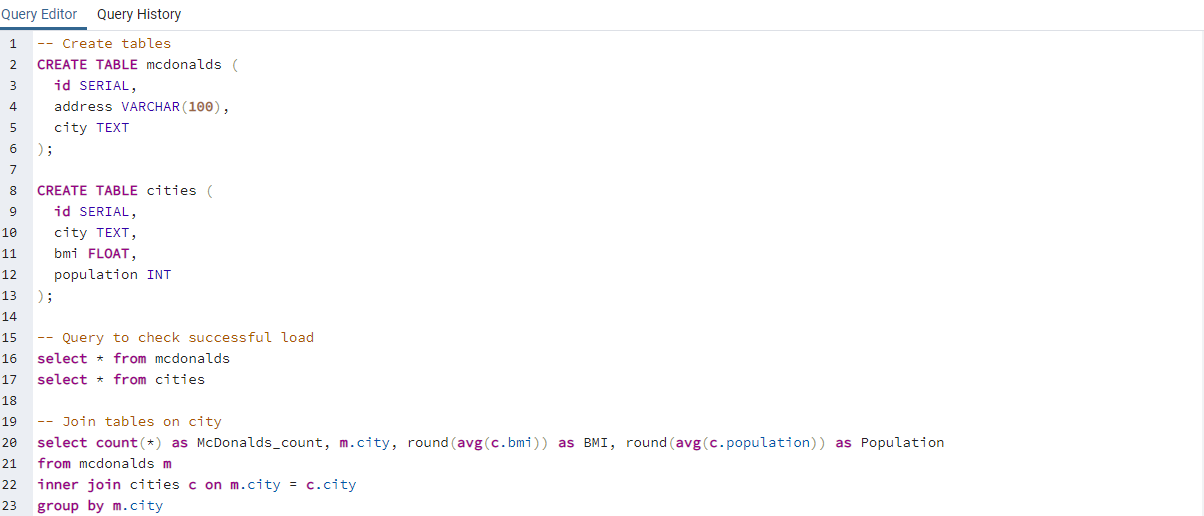 Query Editor Query History
1 -- Create tables
2 CREATE TABLE mcdonalds (
3   id SERIAL,
4   address VARCHAR(100),
5   city TEXT
6 );
7
8 CREATE TABLE cities (
9   id SERIAL,
10   city TEXT,
11   bmi FLOAT,
12   population INT
13 );
14
15 -- Query to check successful load
16 select * from mcdonalds
17 select * from cities
18
19 -- Join tables on city
20 select count(*) as McDonalds_count, m.city, round(avg(c.bmi)) as BMI, round(avg(c.population)) as Population
21 from mcdonalds m
22 inner join cities c on m.city = c.city
23 group by m.city